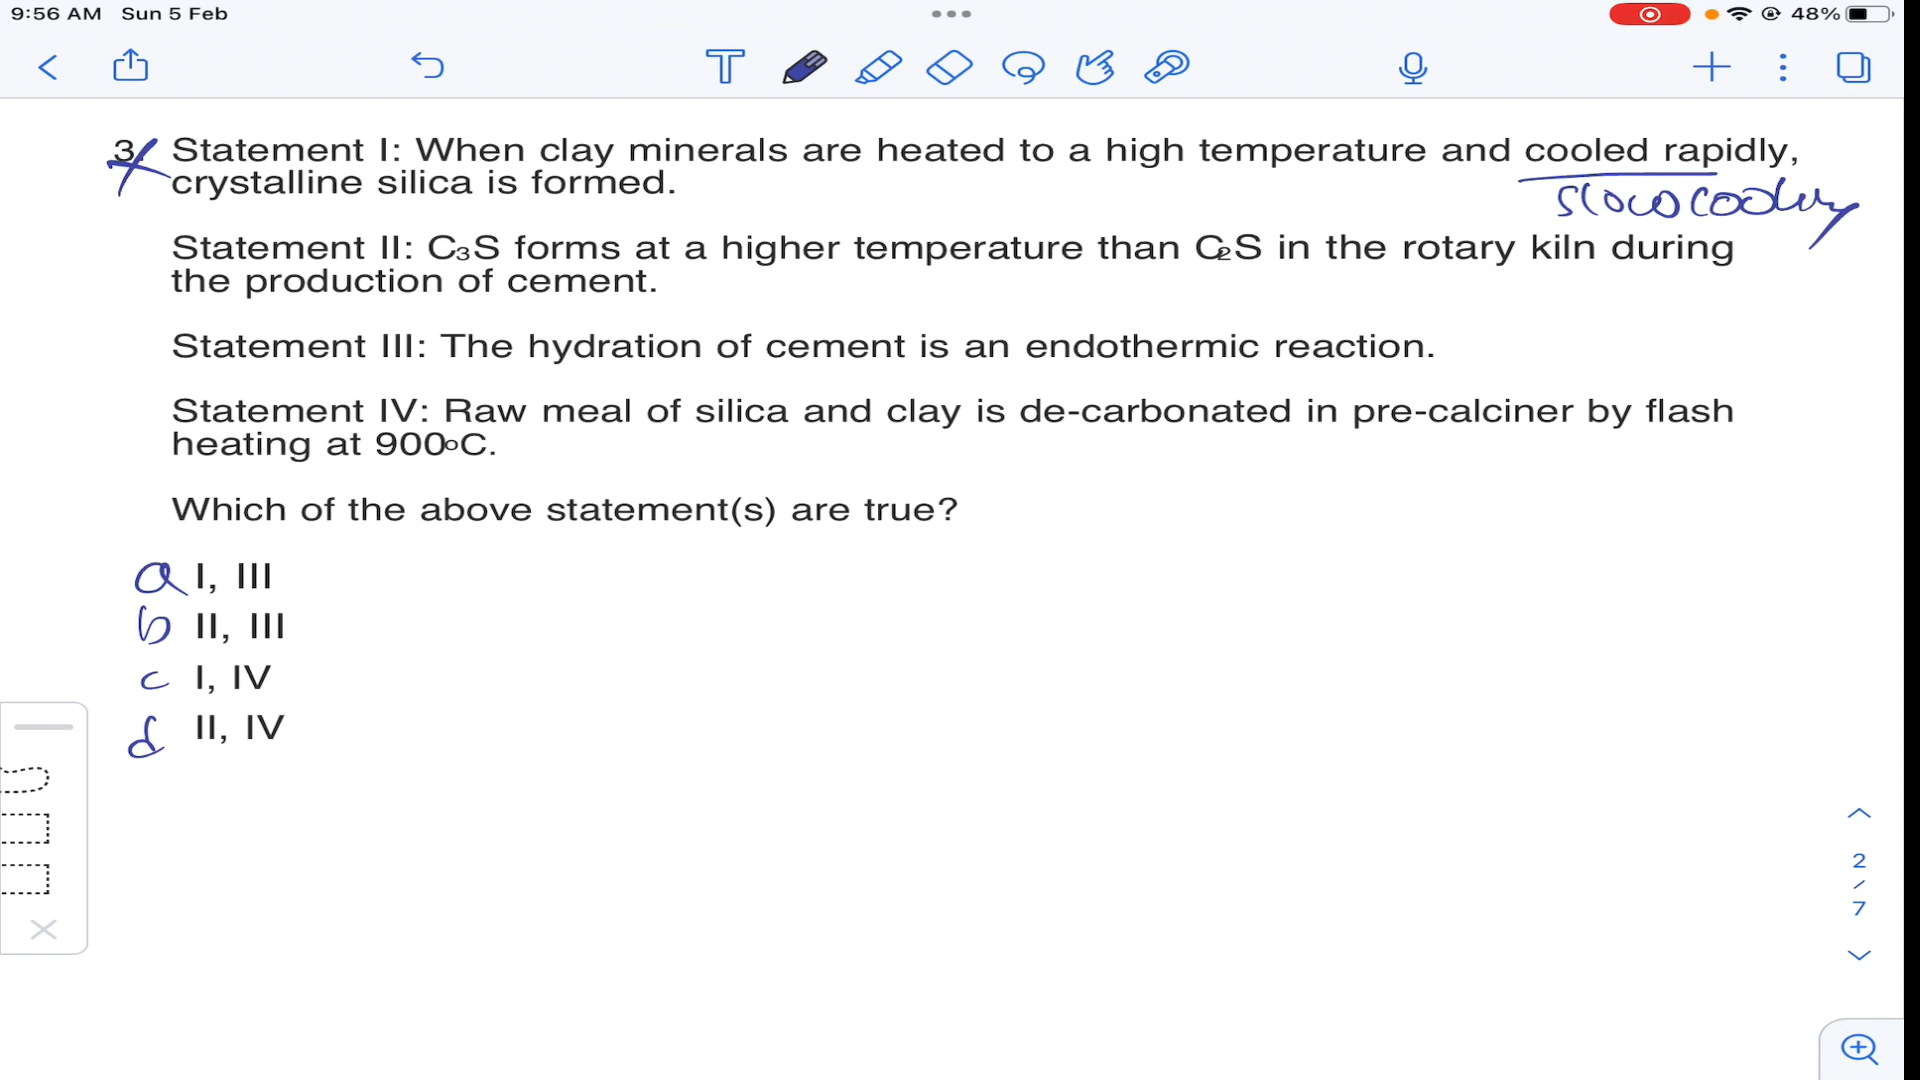 9:56 AM Sun 5 Feb
48%
3. Statement I: When clay minerals are heated to a high temperature and cooled rapidly,
crystalline silica is formed.
slow cooling
Statement II: C₃S forms at a higher temperature than C₂S in the rotary kiln during
the production of cement.
Statement III: The hydration of cement is an endothermic reaction.
Statement IV: Raw meal of silica and clay is de-carbonated in pre-calciner by flash
heating at 900°C.
Which of the above statement(s) are true?
a I, III
b II, III
c I, IV
d II, IV
2
/
7